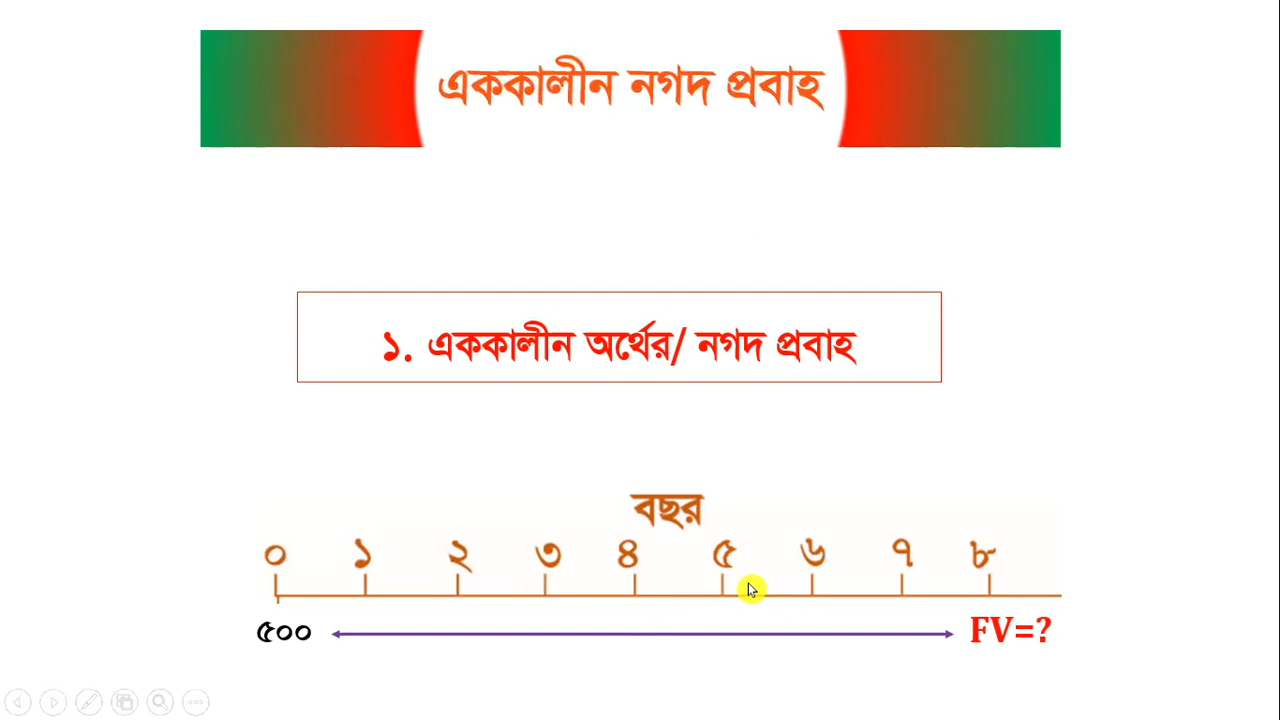 এককালীন নগদ প্রবাহ
১. এককালীন অর্থের/ নগদ প্রবাহ
বছর
০ ১ ২ ৩ ৪ ৫ ৬ ৭ ৮
৫০০ FV=?